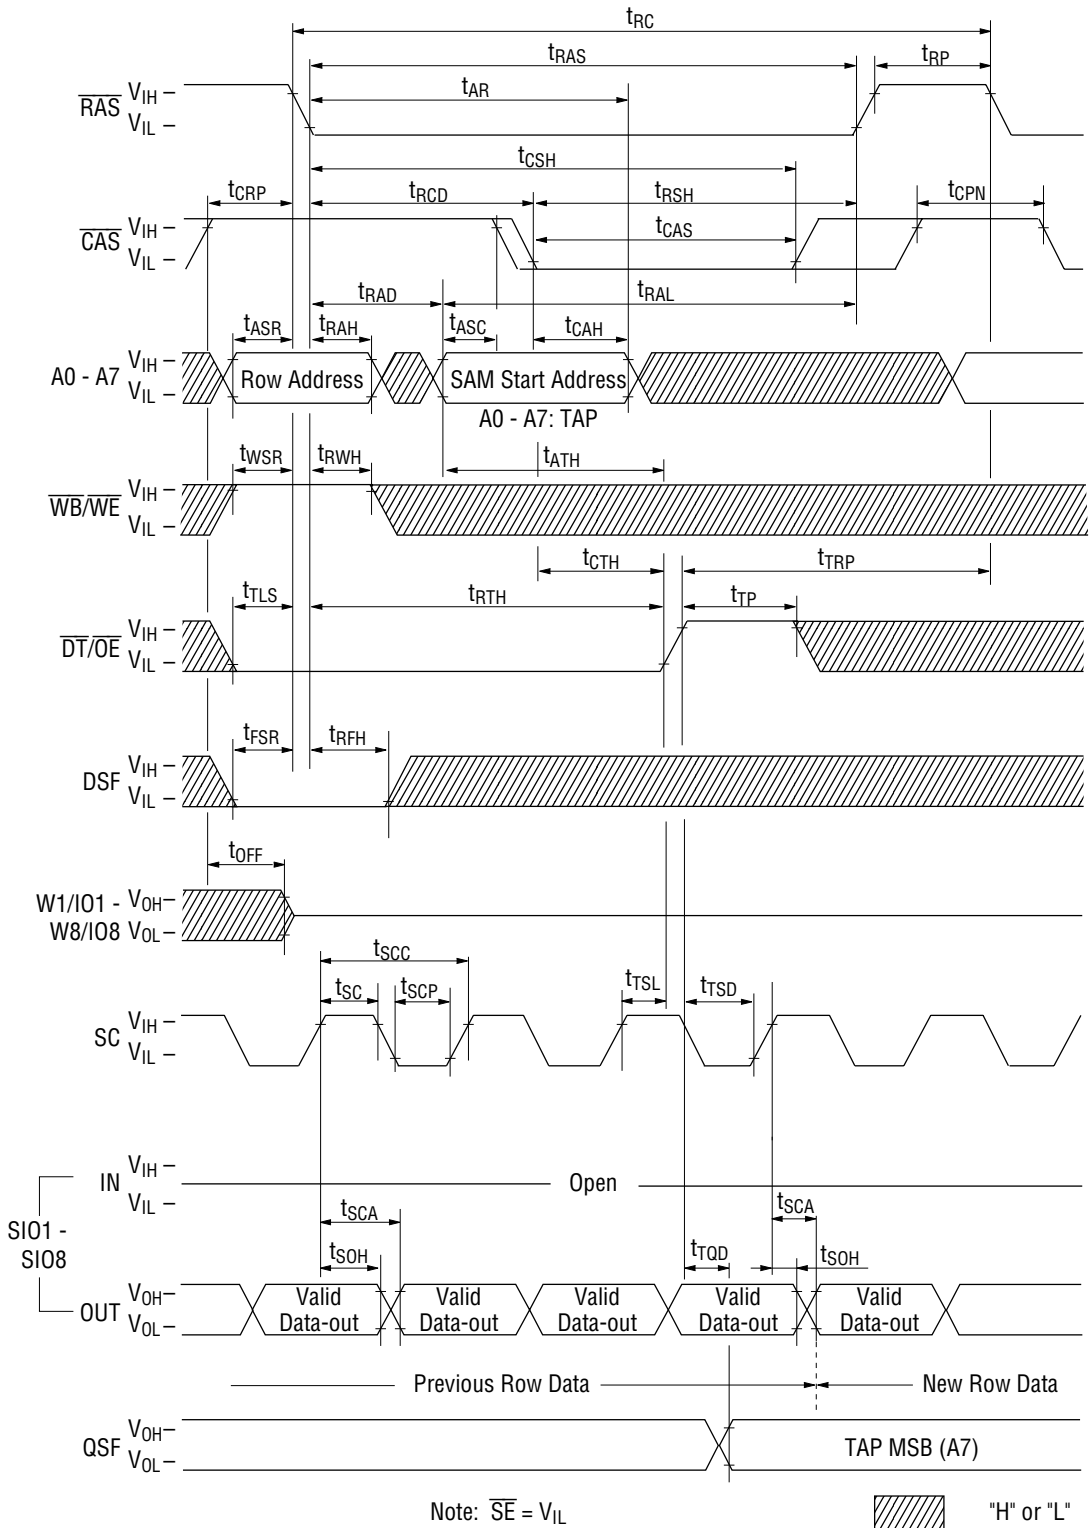 tRC
tRAS
tRP
RAS VIH –
VIL –
tAR
tCSH
tCRP
tRCD
tRSH
tCPN
CAS VIH –
VIL –
tCAS
tRAD
tRAL
tASR
tRAH
tASC
tCAH
A0 - A7 VIH –
VIL –
Row Address
SAM Start Address
A0 - A7: TAP
tWSR
tRWH
tATH
WB/WE VIH –
VIL –
tCTH
tTRP
tTLS
tRTH
tTP
DT/OE VIH –
VIL –
tFSR
tRFH
DSF VIH –
VIL –
tOFF
W1/IO1 - VOH–
W8/IO8 VOL–
tSCC
tSC
tSCP
tTSL
tTSD
SC VIH –
VIL –
IN VIH –
VIL –
Open
SIO1 -
SIO8
tSCA
tSCA
tSOH
tTQD
tSOH
OUT VOH–
VOL–
Valid Data-out
Valid Data-out
Valid Data-out
Valid Data-out
Valid Data-out
Previous Row Data
New Row Data
QSF VOH–
VOL–
TAP MSB (A7)
Note: SE = VIL
"H" or "L"